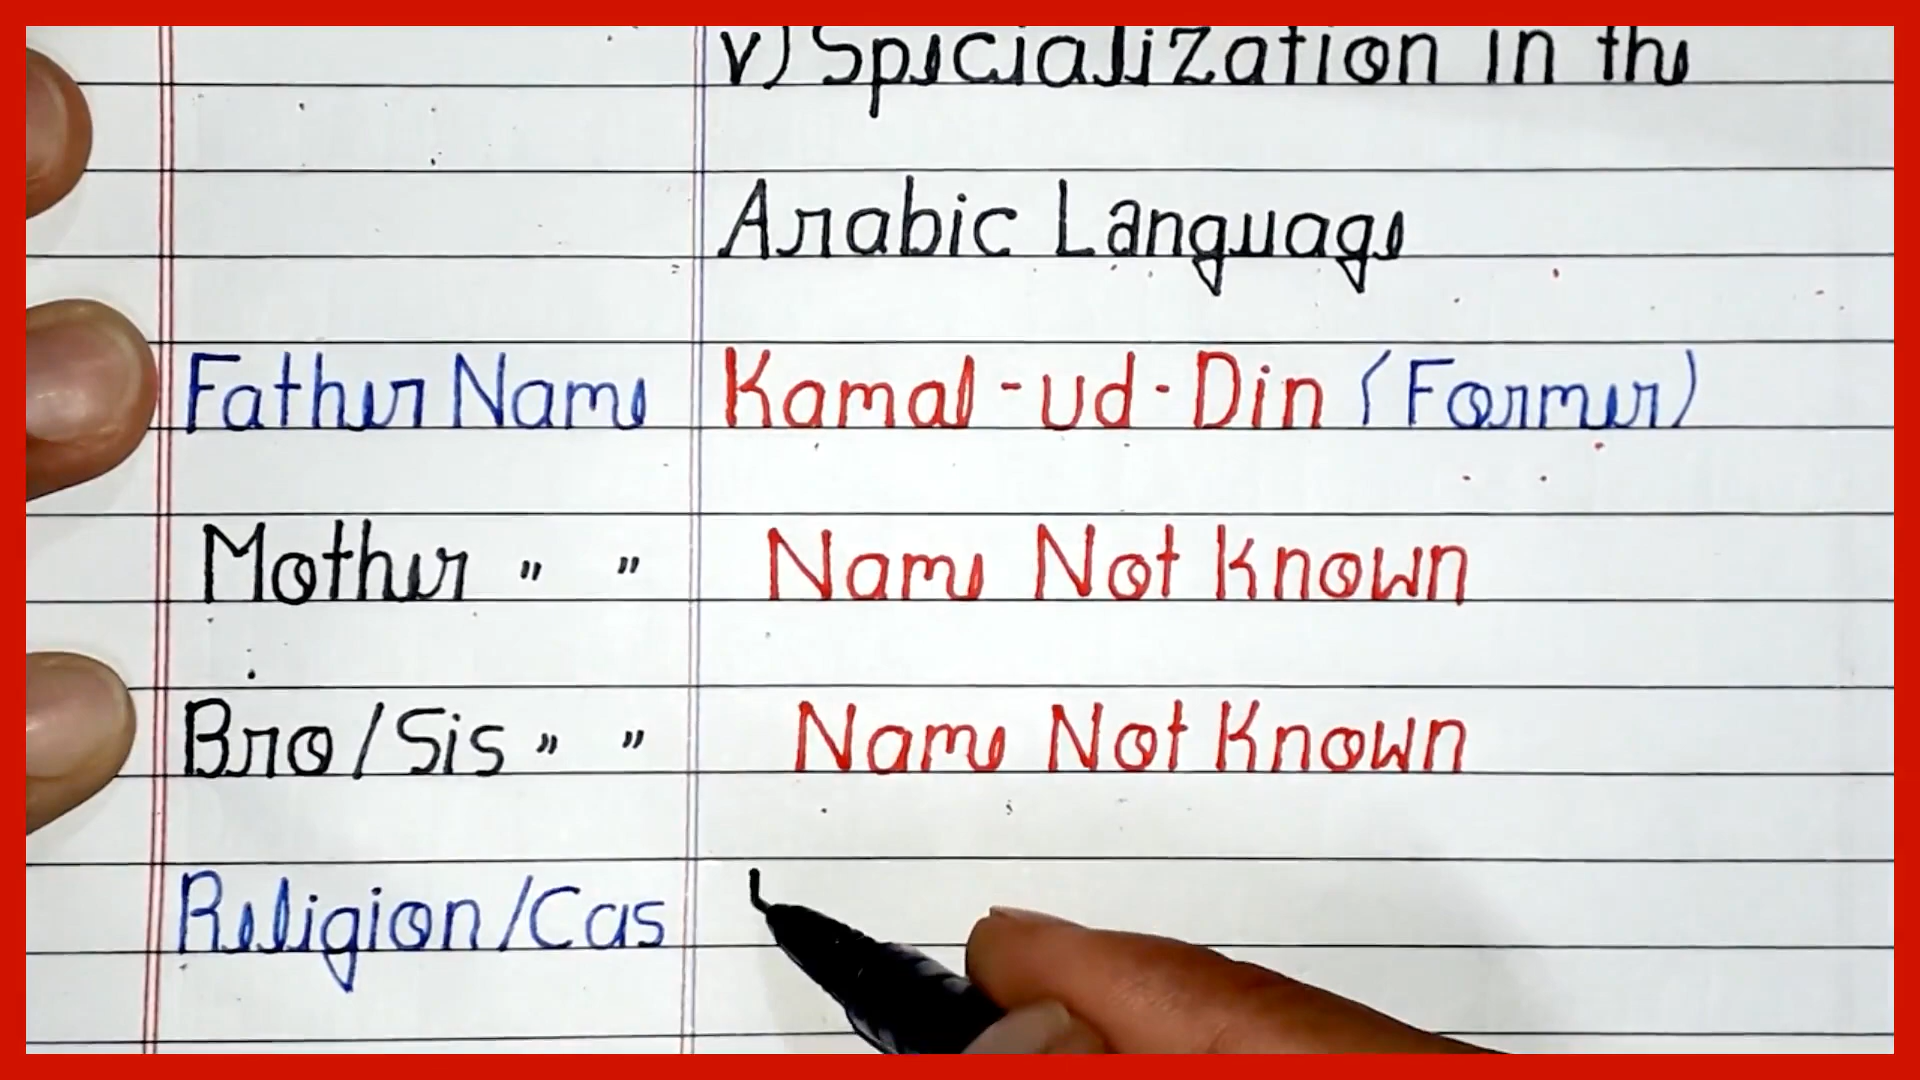 v) Specialization in the
Arabic Language
Father Name Kamal-ud-Din (Former)
Mother " " Name Not Known
Bro/Sis " " Name Not Known
Religion/Cas